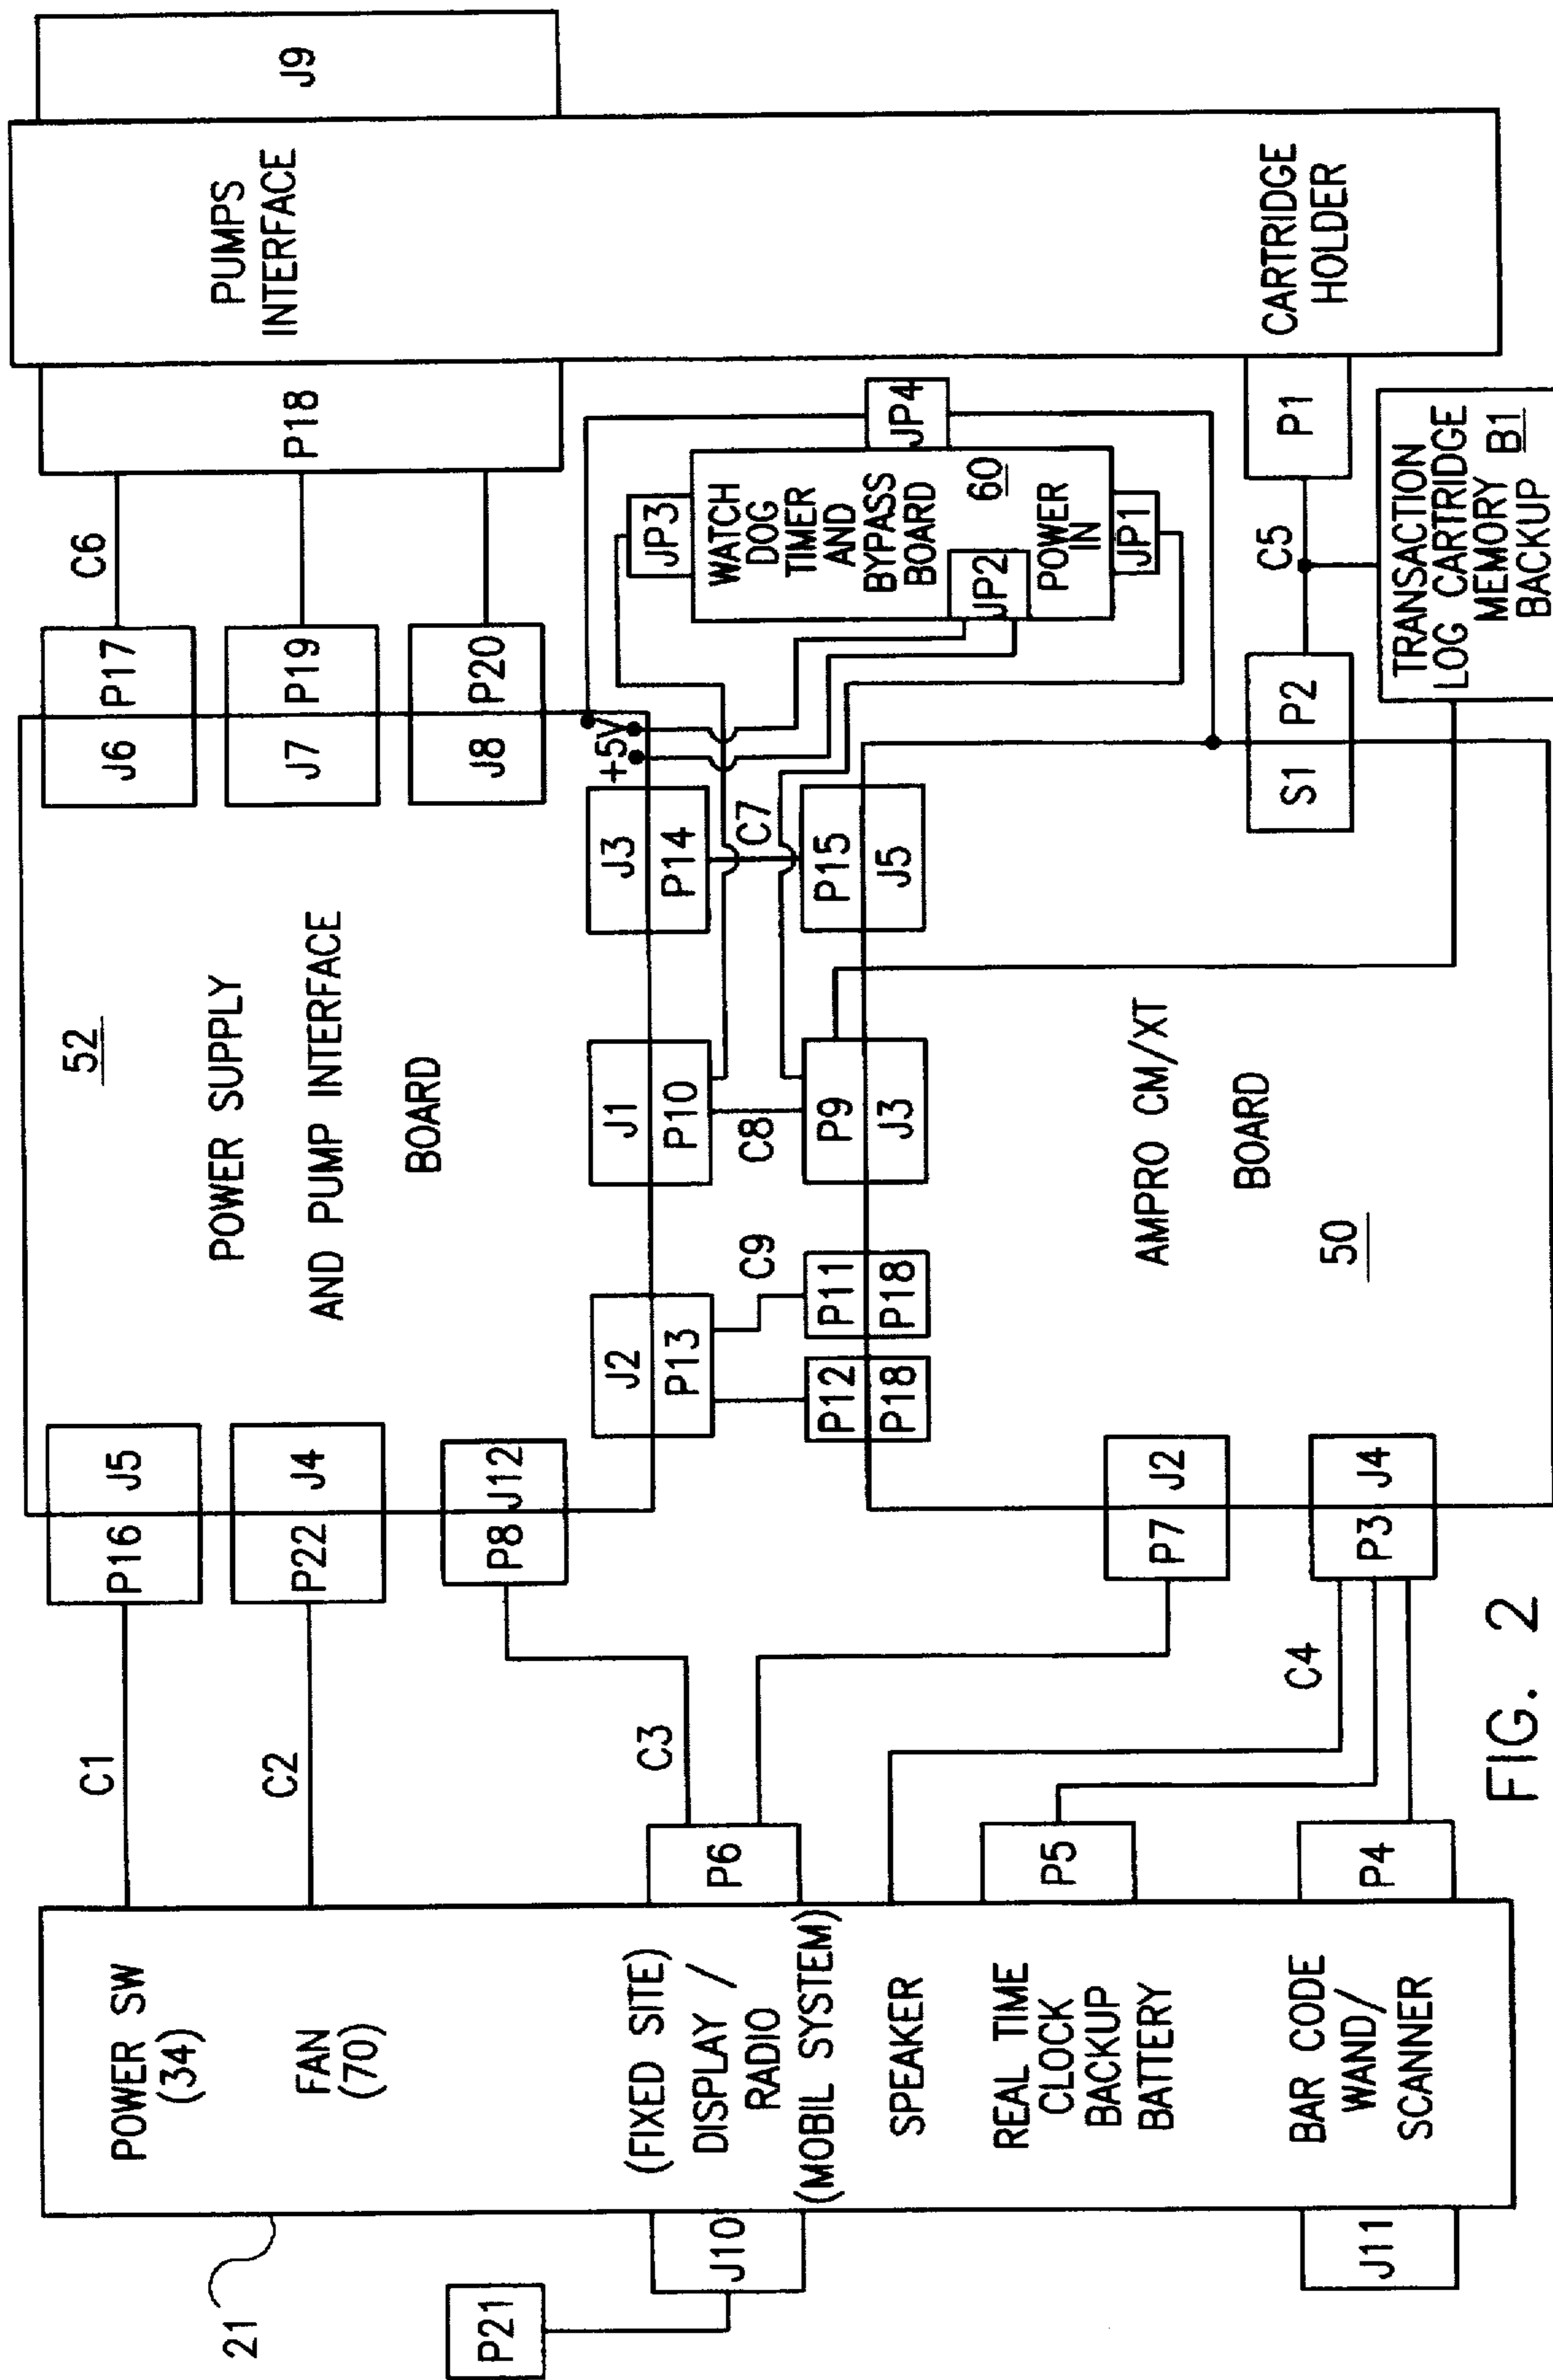 21
P21
J10
J11
POWER SW
(34)
FAN
(70)
(FIXED SITE)
DISPLAY /
RADIO
(MOBIL SYSTEM)
SPEAKER
REAL TIME
CLOCK
BACKUP
BATTERY
BAR CODE
WAND/
SCANNER
P6
P5
P4
C1
C2
C3
C4
P16
J5
P22
J4
P8
J12
P7
J2
P3
J4
52
POWER SUPPLY
AND PUMP INTERFACE
BOARD
J2
P13
J1
P10
J3
P14
+5V
C9
C8
C7
P12
P18
P11
P18
P9
J3
P15
J5
AMPRO CM/XT
BOARD
50
J6
P17
J7
P19
J8
P20
S1
P2
C6
C5
JP3
WATCH
DOG
TIMER
AND
BYPASS
BOARD
60
JP2
POWER
IN
JP1
JP4
TRANSACTION
LOG CARTRIDGE
MEMORY
BACKUP
B1
P18
P1
PUMPS
INTERFACE
CARTRIDGE
HOLDER
J9
FIG. 2